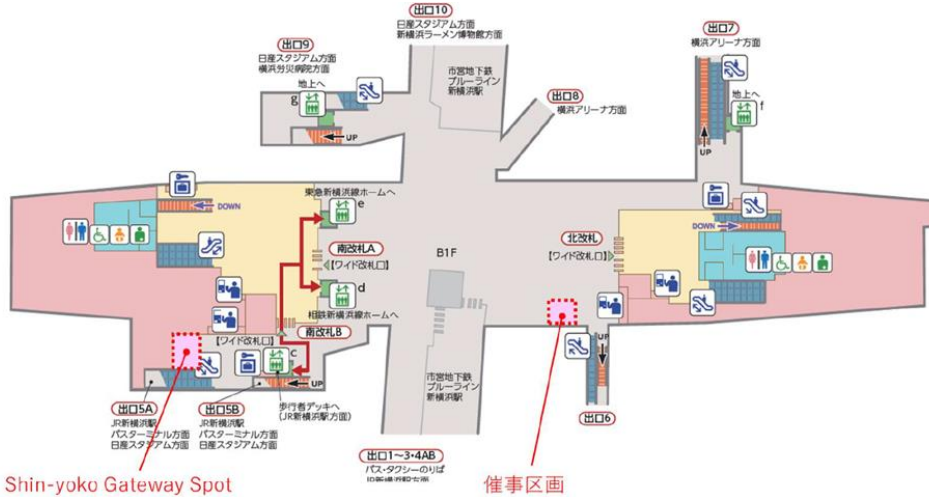 出口10
日産スタジアム方面
新横浜ラーメン博物館方面
出口9
日産スタジアム方面
横浜労災病院方面
地上へ
g
UP
市営地下鉄
ブルーライン
新横浜駅
出口8
横浜アリーナ方面
出口7
横浜アリーナ方面
地上へ
f
UP
DOWN
東急新横浜線ホームへ
e
南改札A
【ワイド改札口】
d
相鉄新横浜線ホームへ
B1F
北改札
【ワイド改札口】
DOWN
南改札B
【ワイド改札口】
c
UP
歩行者デッキへ
(JR新横浜駅方面)
出口5A
JR新横浜駅
バスターミナル方面
日産スタジアム方面
出口5B
JR新横浜駅
バスターミナル方面
日産スタジアム方面
市営地下鉄
ブルーライン
新横浜駅
UP
出口6
出口1～3・4AB
バス・タクシーのりば
JR新横浜駅方面
Shin-yoko Gateway Spot
催事区画